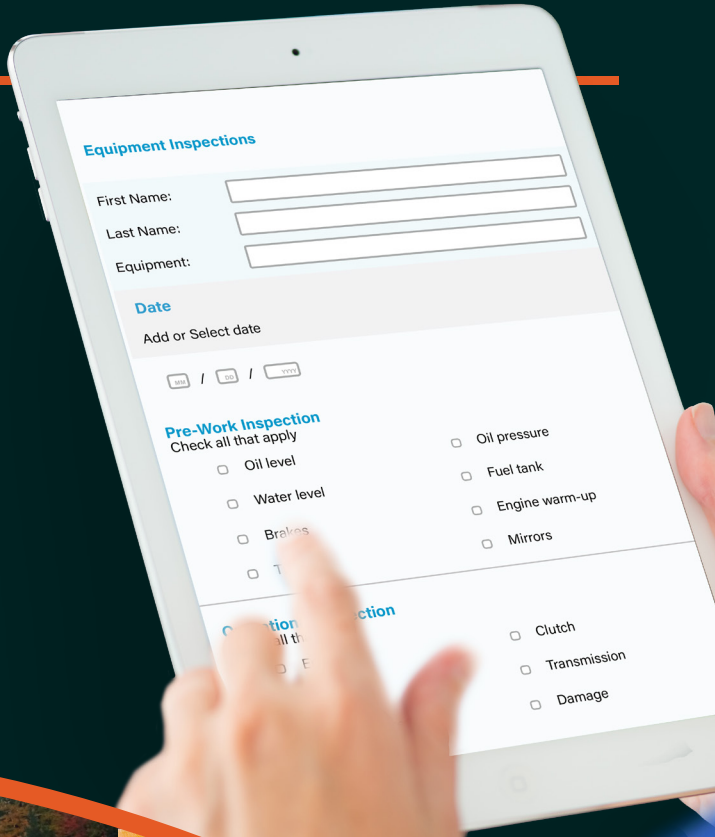 Equipment Inspections
First Name:
Last Name:
Equipment:
Date
Add or Select date
MM / DD / YYYY
Pre-Work Inspection
Check all that apply
Oil level
Water level
Brakes
Oil pressure
Fuel tank
Engine warm-up
Mirrors
Clutch
Transmission
Damage